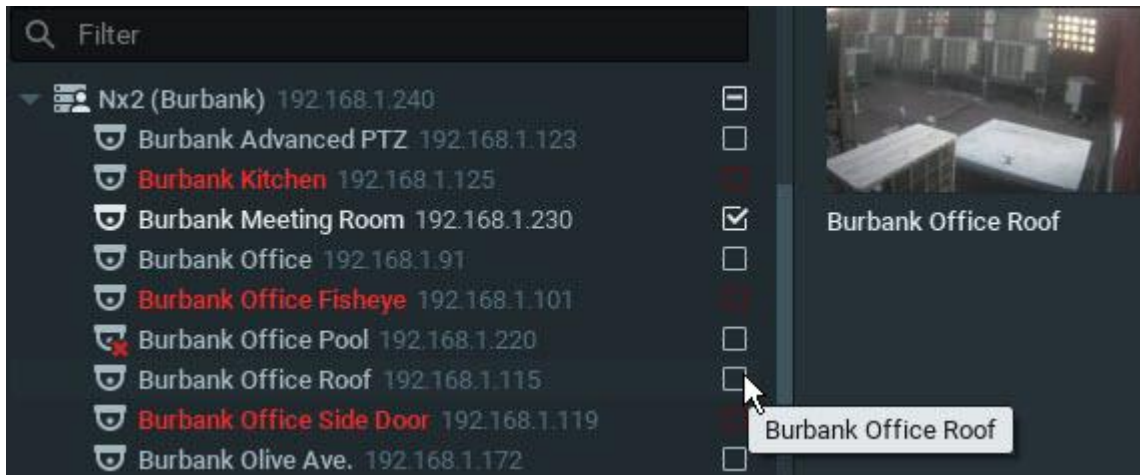 Filter
Nx2 (Burbank) 192.168.1.240
Burbank Advanced PTZ 192.168.1.123
Burbank Kitchen 192.168.1.125
Burbank Meeting Room 192.168.1.230
Burbank Office Roof
Burbank Office 192.168.1.91
Burbank Office Fisheye 192.168.1.101
Burbank Office Pool 192.168.1.220
Burbank Office Roof 192.168.1.115
Burbank Office Side Door 192.168.1.119
Burbank Office Roof
Burbank Olive Ave. 192.168.1.172